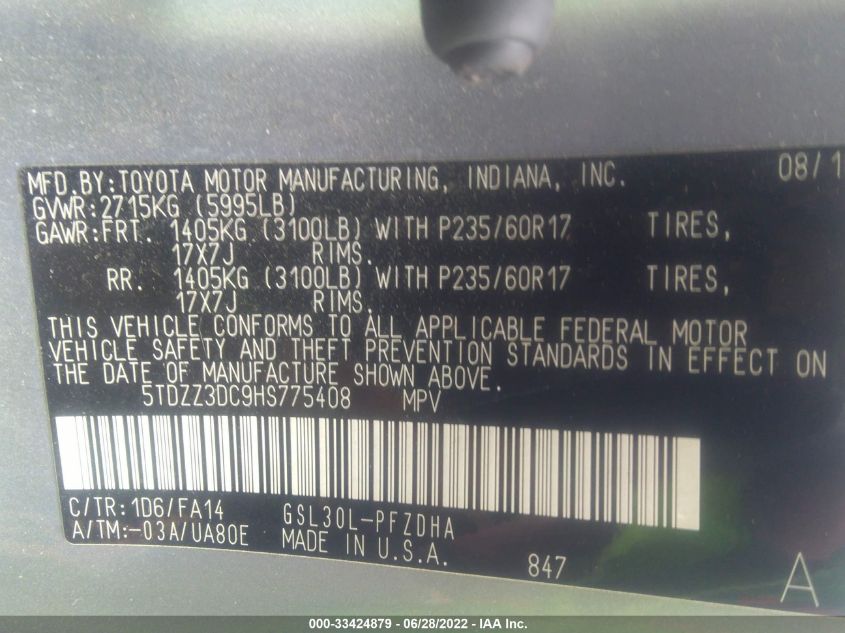 MFD.BY:TOYOTA MOTOR MANUFACTURING, INDIANA, INC. 08/1
GVWR:2715KG (5995LB)
GAWR:FRT. 1405KG (3100LB) WITH P235/60R17 TIRES,
17X7J RIMS.
RR. 1405KG (3100LB) WITH P235/60R17 TIRES,
17X7J RIMS.
THIS VEHICLE CONFORMS TO ALL APPLICABLE FEDERAL MOTOR
VEHICLE SAFETY AND THEFT PREVENTION STANDARDS IN EFFECT ON
THE DATE OF MANUFACTURE SHOWN ABOVE.
5TDZZ3DC9HS775408 MPV
C/TR:1D6/FA14 GSL30L-PFZDHA
A/TM:-03A/UA80E MADE IN U.S.A. 847 A
000-33424879 - 06/28/2022 - IAA Inc.